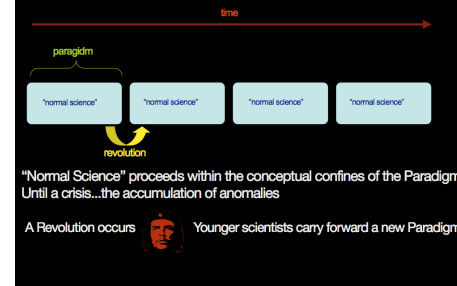 time
paragidm
"normal science" "normal science" "normal science" "normal science"
revolution
“Normal Science” proceeds within the conceptual confines of the Paradigm
Until a crisis...the accumulation of anomalies
A Revolution occurs Younger scientists carry forward a new Paradigm